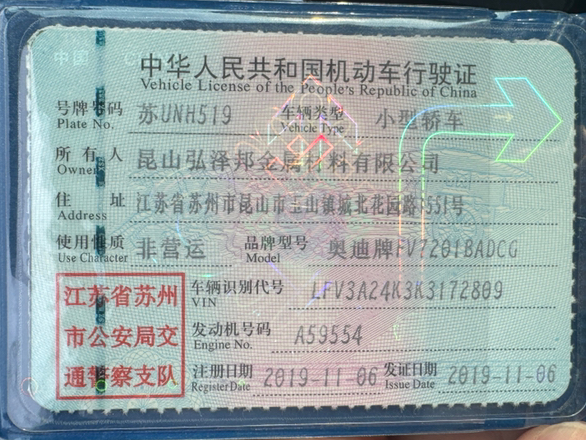 中华人民共和国机动车行驶证
Vehicle License of the People's Republic of China
号牌号码 苏UNH519 车辆类型 小型轿车
Plate No. Vehicle Type
所有人 昆山弘泽邦金属材料有限公司
Owner
住址 江苏省苏州市昆山市玉山镇城北花园路1551号
Address
使用性质 非营运 品牌型号 奥迪牌FV7201BADCG
Use Character Model
江苏省苏州 车辆识别代号 LFV3A24K3K3172809
VIN
市公安局交 发动机号码 A59554
Engine No.
通警察支队 注册日期 2019-11-06 发证日期 2019-11-06
Register Date Issue Date